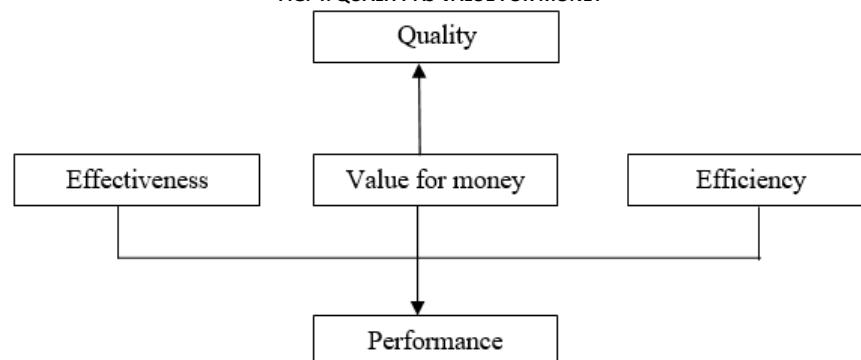 Quality
Effectiveness
Value for money
Efficiency
Performance